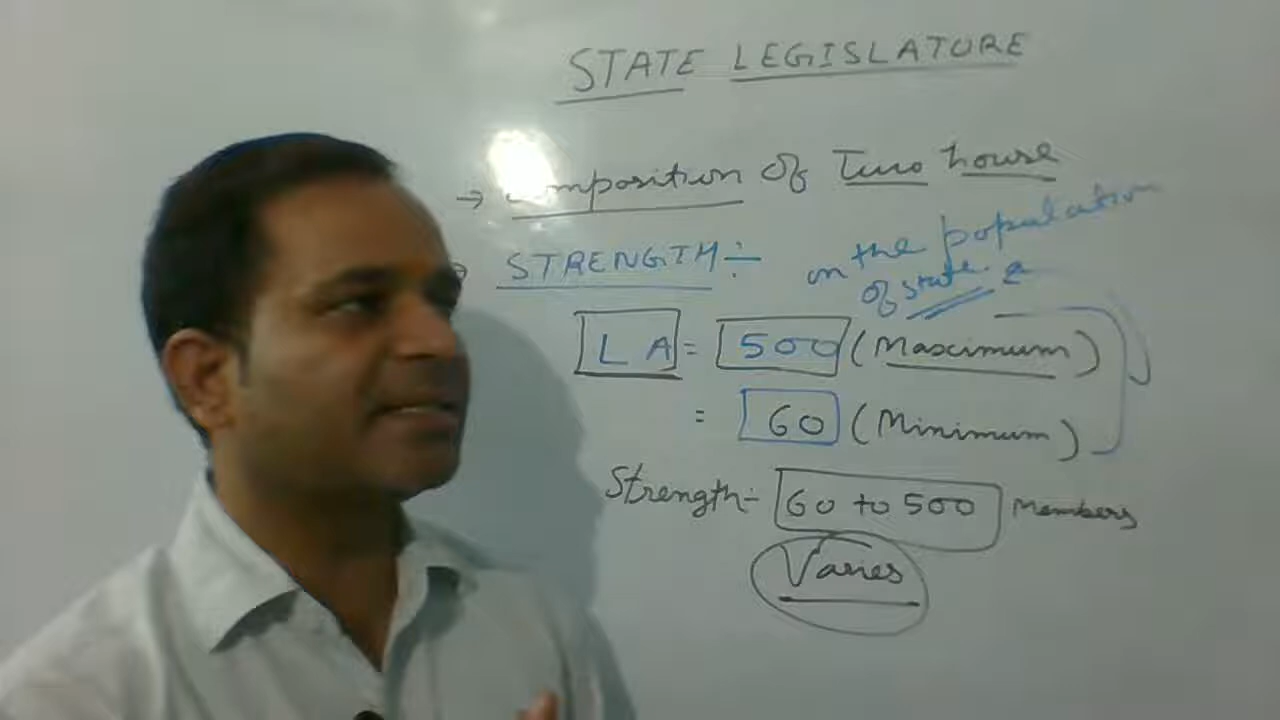 STATE LEGISLATURE
→ composition of Two house
→ STRENGTH ÷
on the population
of state.
LA = 500 (Maximum)
= 60 (Minimum)
Strength - 60 to 500 Members
Varies